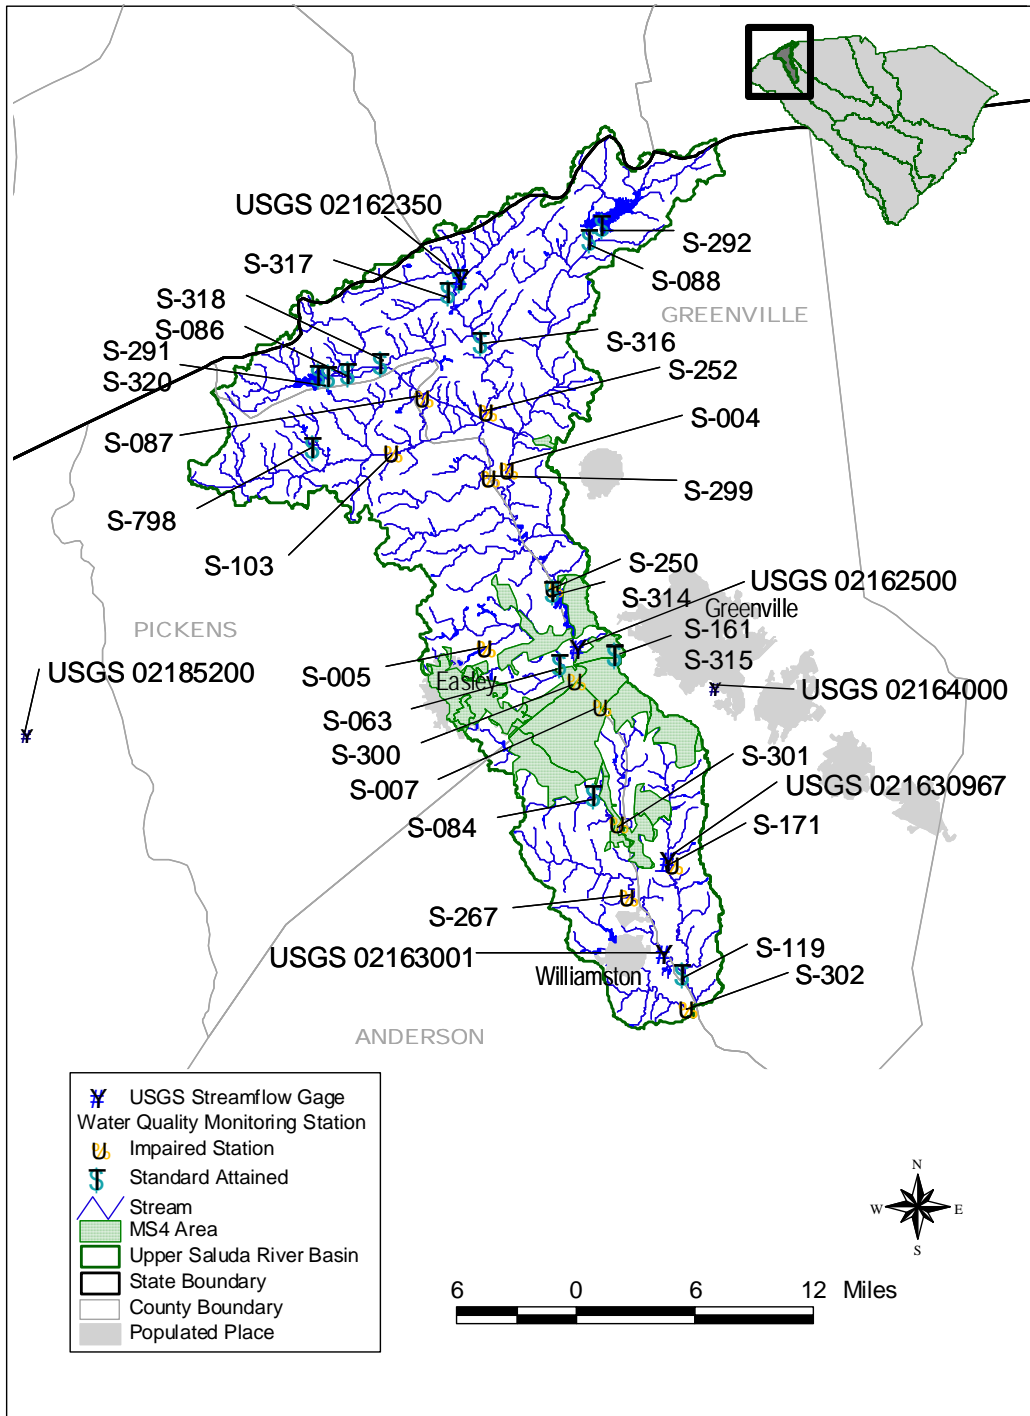 USGS 02162350
S-292
S-317
S-088
S-318
GREENVILLE
S-086
S-316
S-291
S-320
S-252
S-087
S-004
S-299
S-798
S-103
S-250
USGS 02162500
S-314
Greenville
PICKENS
S-161
S-005
S-315
USGS 02185200
Easley
USGS 02164000
S-063
S-300
S-301
S-007
USGS 021630967
S-084
S-171
S-267
S-119
USGS 02163001
Williamston
S-302
ANDERSON
USGS Streamflow Gage
Water Quality Monitoring Station
Impaired Station
Standard Attained
Stream
MS4 Area
Upper Saluda River Basin
State Boundary
County Boundary
Populated Place
N
W E
S
6 0 6 12 Miles